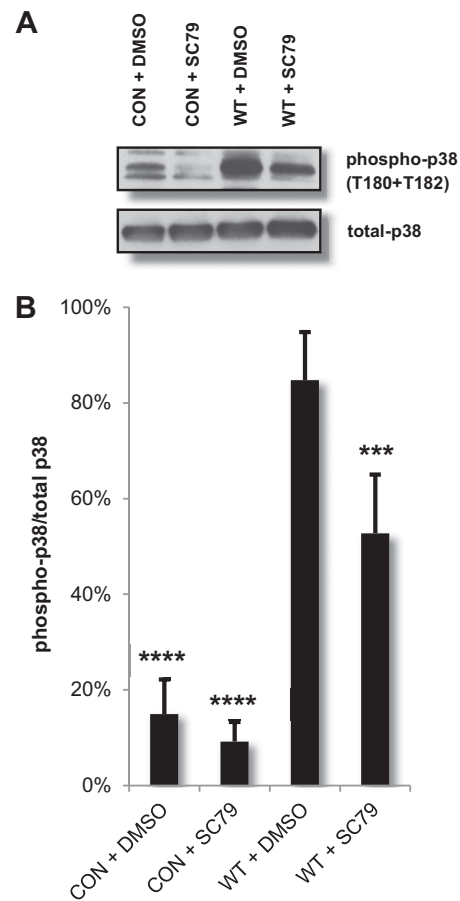 A
CON + DMSO
CON + SC79
WT + DMSO
WT + SC79
phospho-p38
(T180+T182)
total-p38
B
phospho-p38/total p38
100%
80%
60%
40%
20%
0%
****
****
***
CON + DMSO
CON + SC79
WT + DMSO
WT + SC79